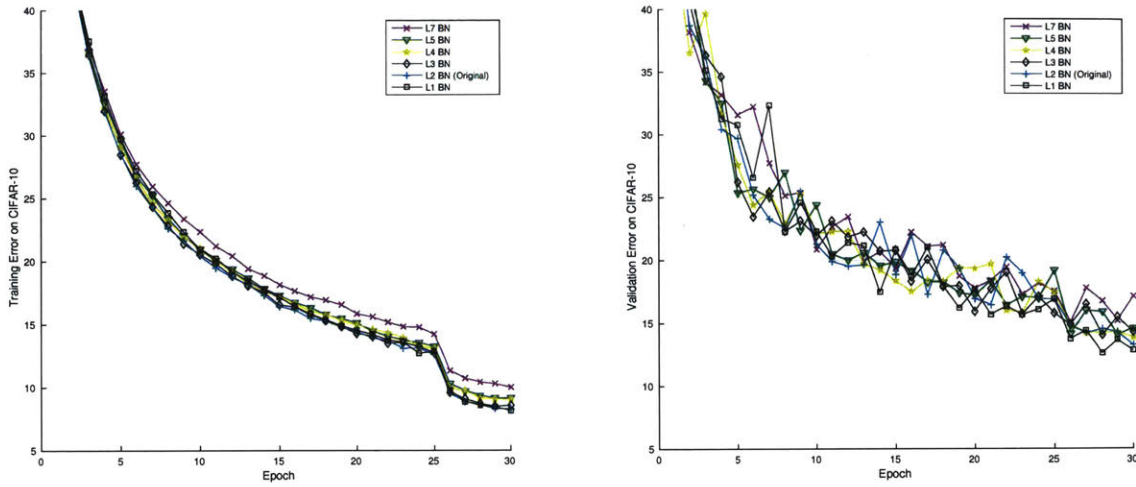 40
35
30
25
20
15
10
5
0
5
10
15
20
25
30
Training Error on CIFAR-10
Epoch
L7 BN
L5 BN
L4 BN
L3 BN
L2 BN (Original)
L1 BN
40
35
30
25
20
15
10
5
0
5
10
15
20
25
30
Validation Error on CIFAR-10
Epoch
L7 BN
L5 BN
L4 BN
L3 BN
L2 BN (Original)
L1 BN